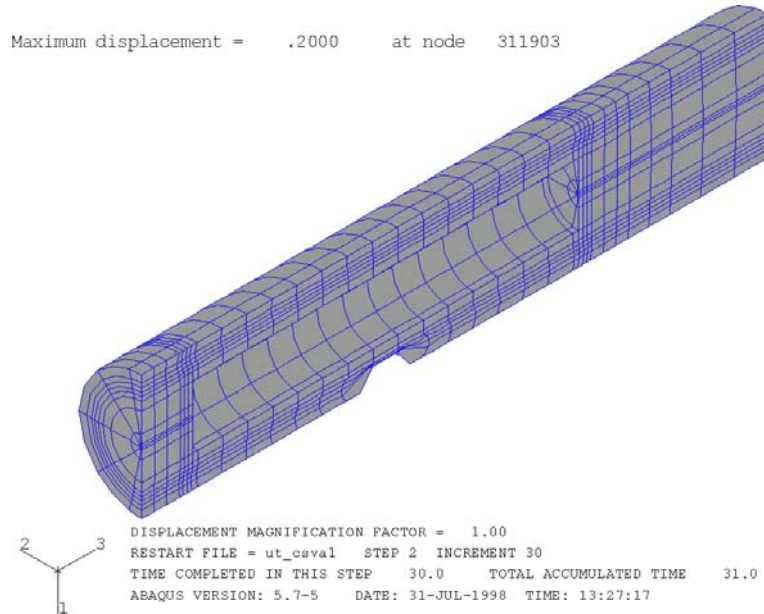 Maximum displacement = .2000 at node 311903
DISPLACEMENT MAGNIFICATION FACTOR = 1.00
RESTART FILE = ut_csval STEP 2 INCREMENT 30
TIME COMPLETED IN THIS STEP 30.0 TOTAL ACCUMULATED TIME 31.0
ABAQUS VERSION: 5.7-5 DATE: 31-JUL-1998 TIME: 13:27:17
2 3
1